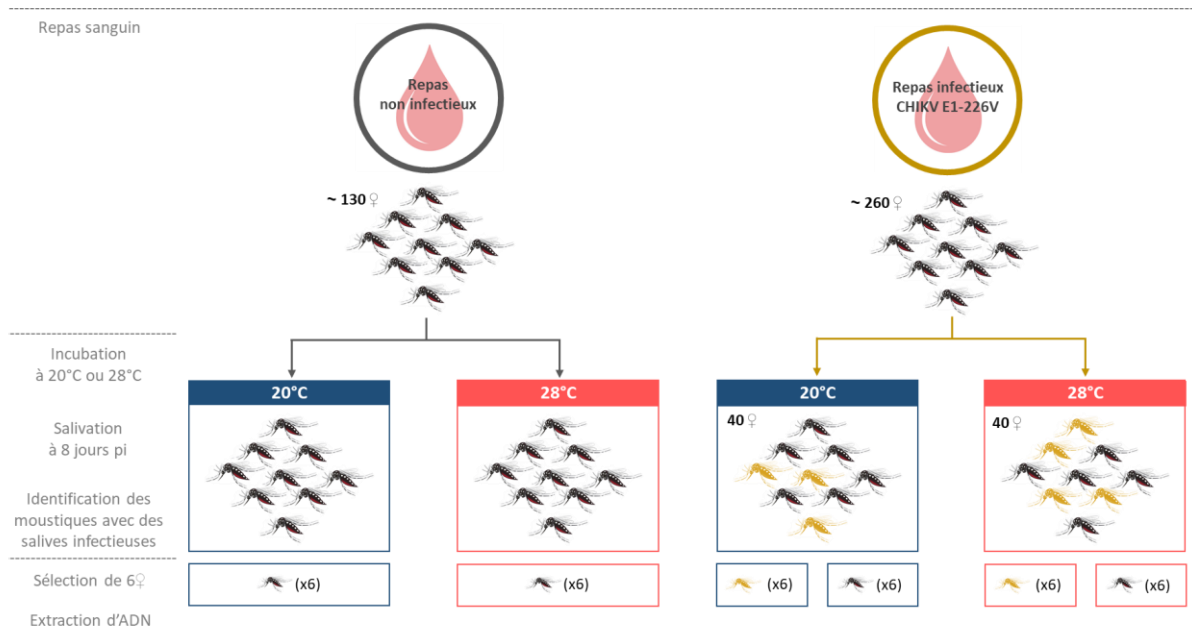 Repas sanguin
Repas
non infectieux
Repas infectieux
CHIKV E1-226V
~ 130 ♀
~ 260 ♀
Incubation
à 20°C ou 28°C
20°C
28°C
20°C
28°C
40 ♀
40 ♀
Salivation
à 8 jours pi
Identification des
moustiques avec des
salives infectieuses
Sélection de 6♀
(x6)
(x6)
(x6)
(x6)
(x6)
(x6)
Extraction d'ADN